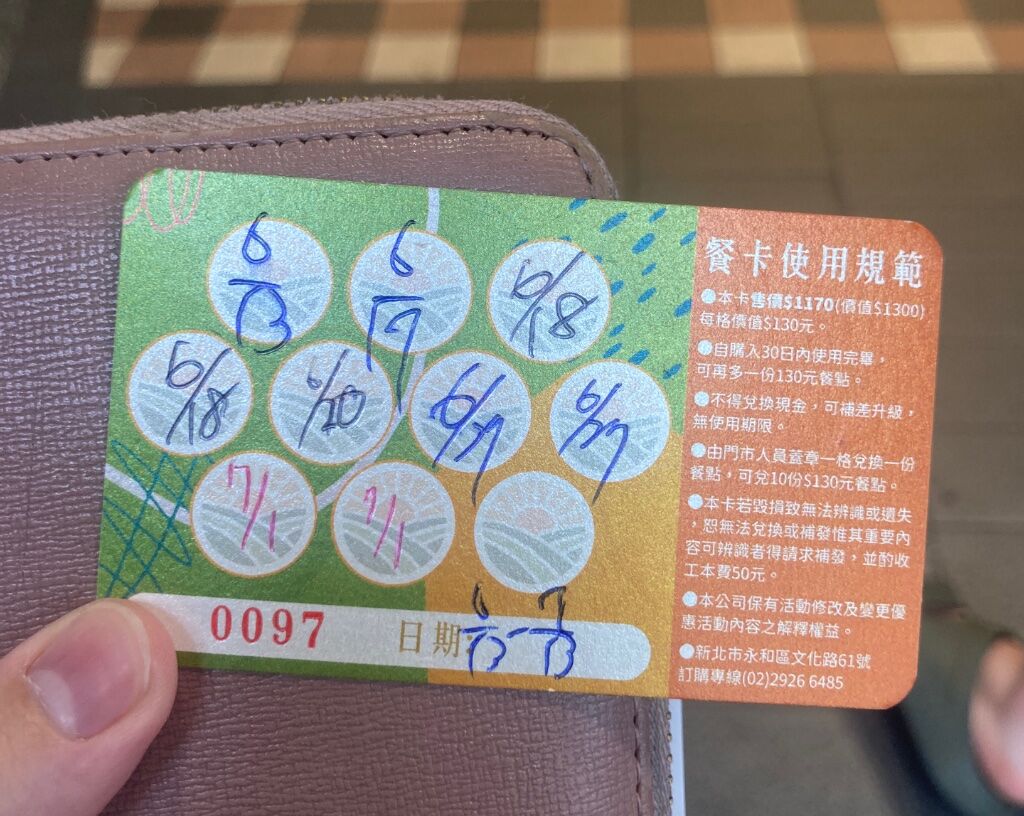 6/13
6/17
6/18
6/18
6/20
6/27
6/27
7/1
7/1
0097
日期: 6/13-7/13
餐卡使用規範
●本卡售價$1170(價值$1300)
每格價值$130元。
●自購入30日內使用完畢，
可再多一份130元餐點。
●不得兌換現金，可補差升級，
無使用期限。
●由門市人員蓋章一格兌換一份
餐點，可兌10份$130元餐點。
●本卡若毀損致無法辨識或遺失
，恕無法兌換或補發惟其重要內
容可辨識者得請求補發，並酌收
工本費50元。
●本公司保有活動修改及變更優
惠活動內容之解釋權益。
●新北市永和區文化路61號
訂購專線(02)2926 6485